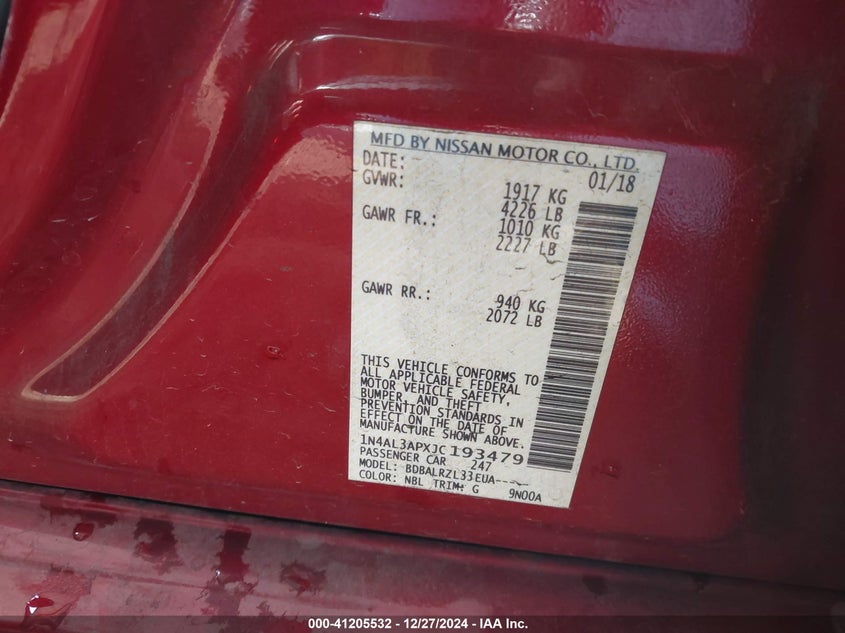 MFD BY NISSAN MOTOR CO., LTD.
DATE: 01/18
GVWR: 1917 KG
4226 LB
GAWR FR.: 1010 KG
2227 LB
GAWR RR.: 940 KG
2072 LB
THIS VEHICLE CONFORMS TO
ALL APPLICABLE FEDERAL
MOTOR VEHICLE SAFETY,
BUMPER, AND THEFT
PREVENTION STANDARDS IN
EFFECT ON THE DATE OF
MANUFACTURE SHOWN ABOVE.
1N4AL3APXJC193479
PASSENGER CAR 247
MODEL: BDBALRZL33EUA----
COLOR: NBL TRIM: G 9N00A
000-41205532 - 12/27/2024 - IAA Inc.